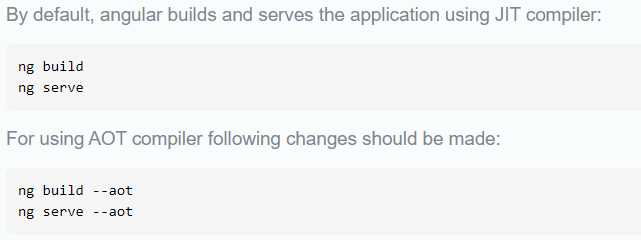 By default, angular builds and serves the application using JIT compiler:
ng build
ng serve
For using AOT compiler following changes should be made:
ng build --aot
ng serve --aot